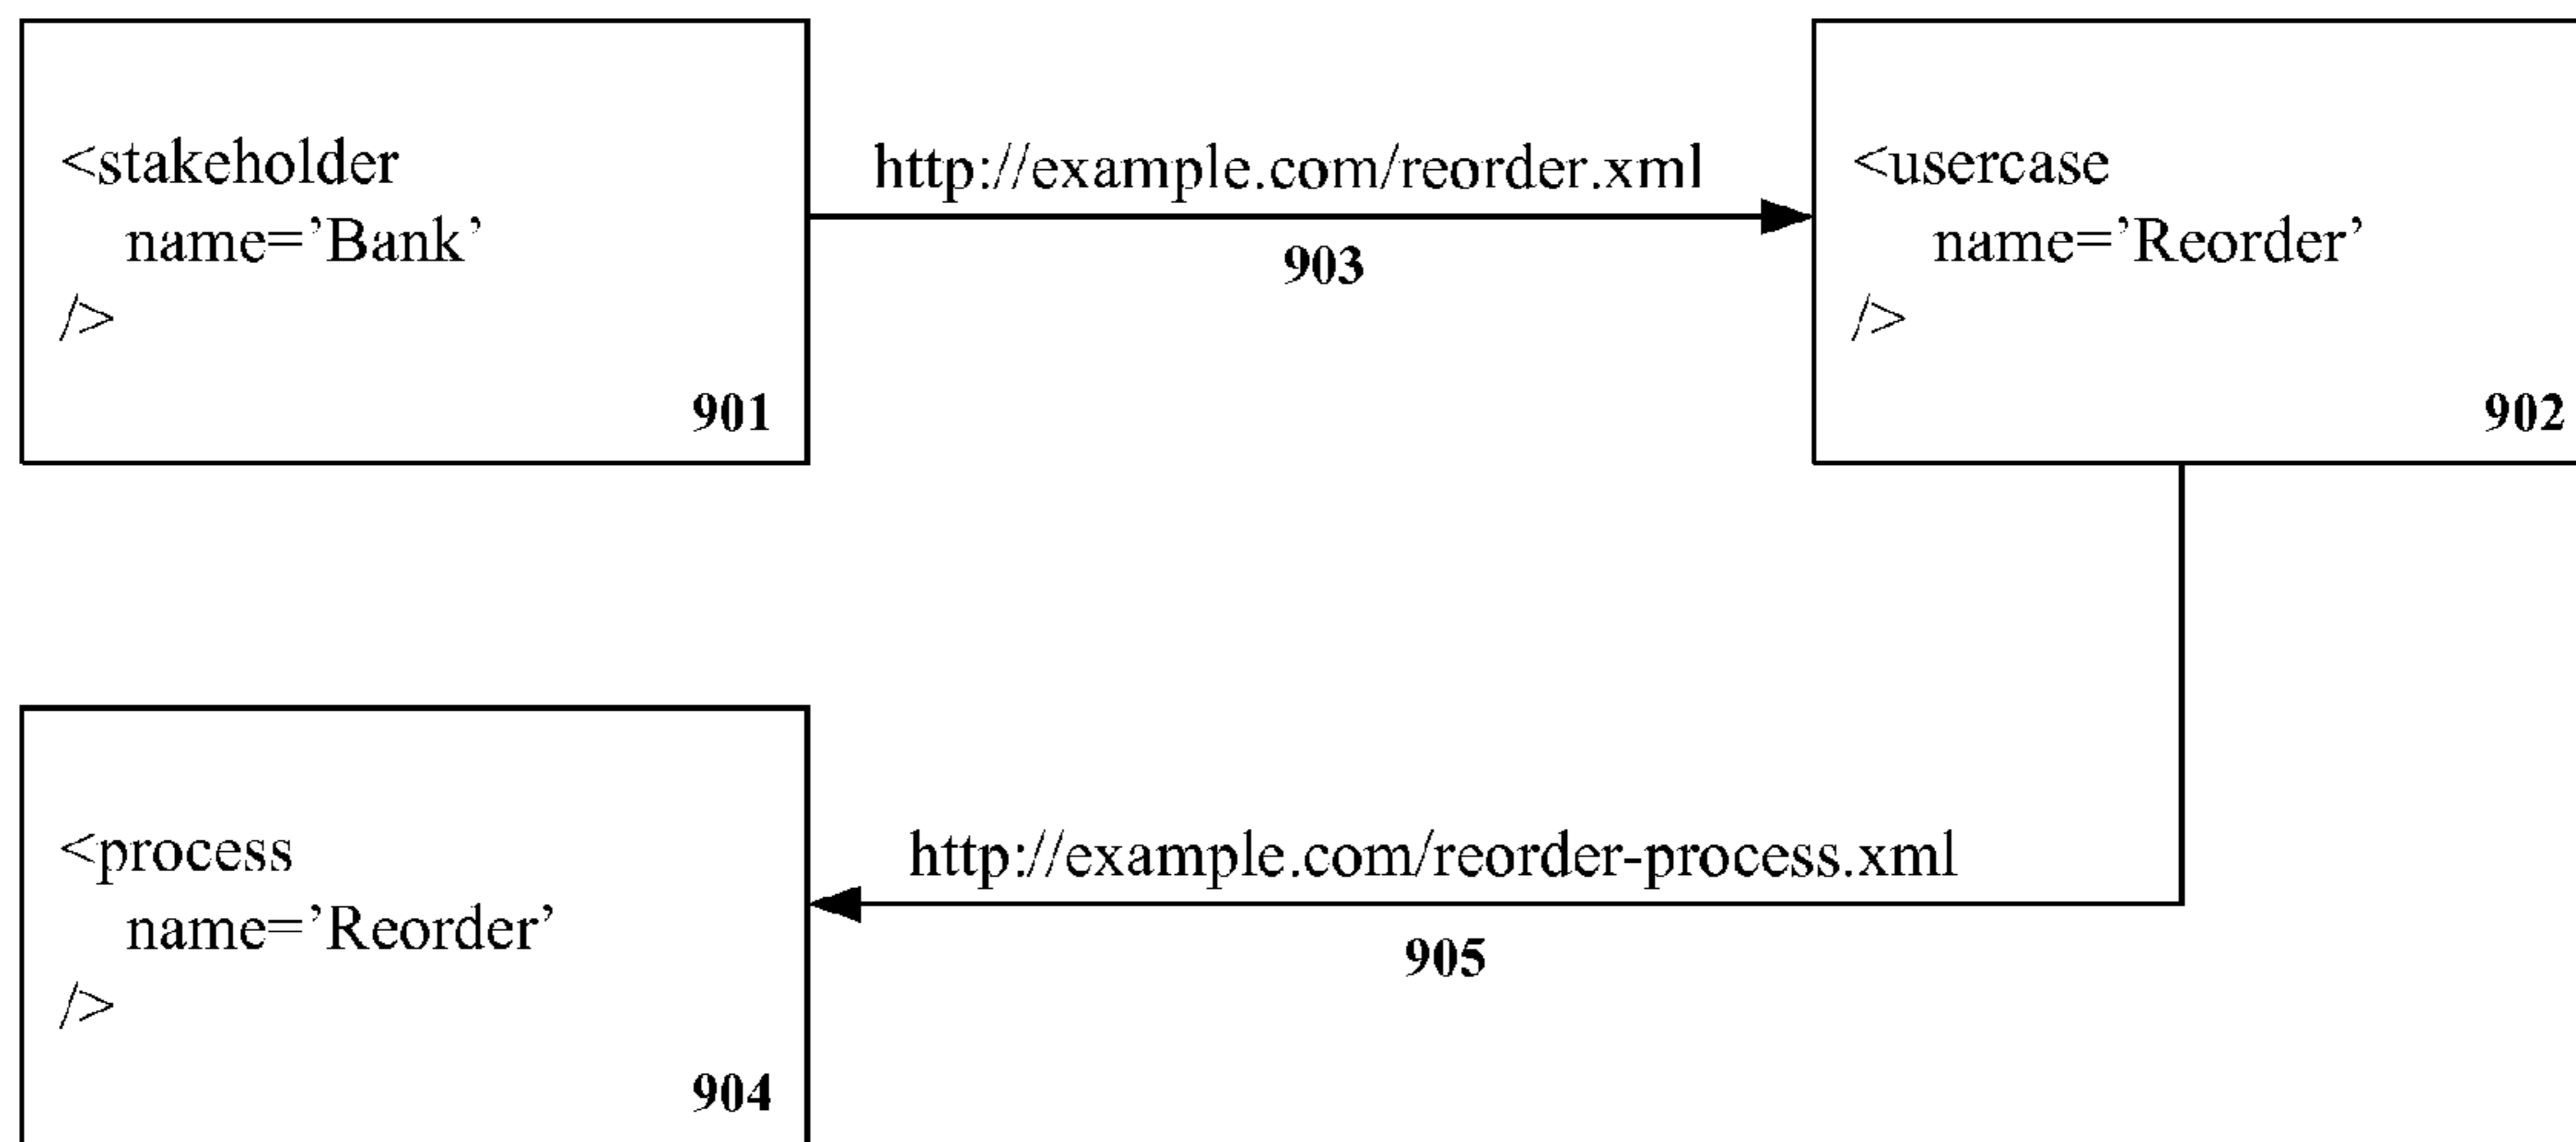 <stakeholder
name=’Bank’
/>
901
http://example.com/reorder.xml
903
<usercase
name=’Reorder’
/>
902
<process
name=’Reorder’
/>
904
http://example.com/reorder-process.xml
905